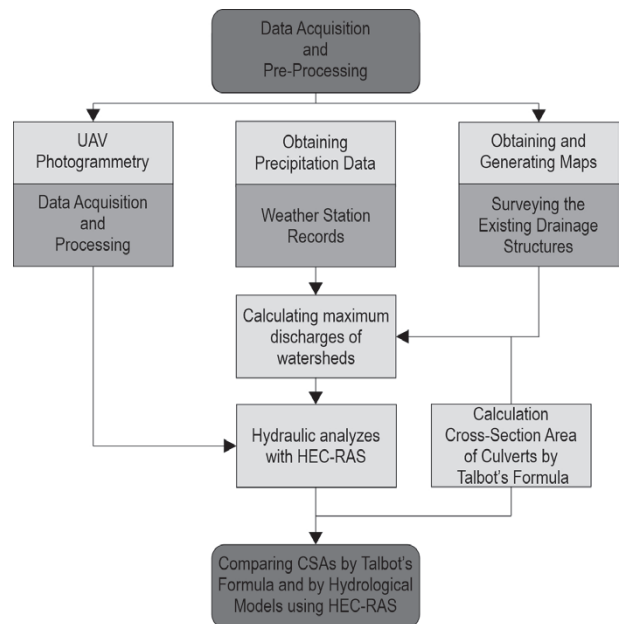 Data Acquisition
and
Pre-Processing
UAV
Photogrammetry
Data Acquisition
and
Processing
Obtaining
Precipitation Data
Weather Station
Records
Obtaining and
Generating Maps
Surveying the
Existing Drainage
Structures
Calculating maximum
discharges of
watersheds
Hydraulic analyzes
with HEC-RAS
Calculation
Cross-Section Area
of Culverts by
Talbot's Formula
Comparing CSAs by Talbot's
Formula and by Hydrological
Models using HEC-RAS